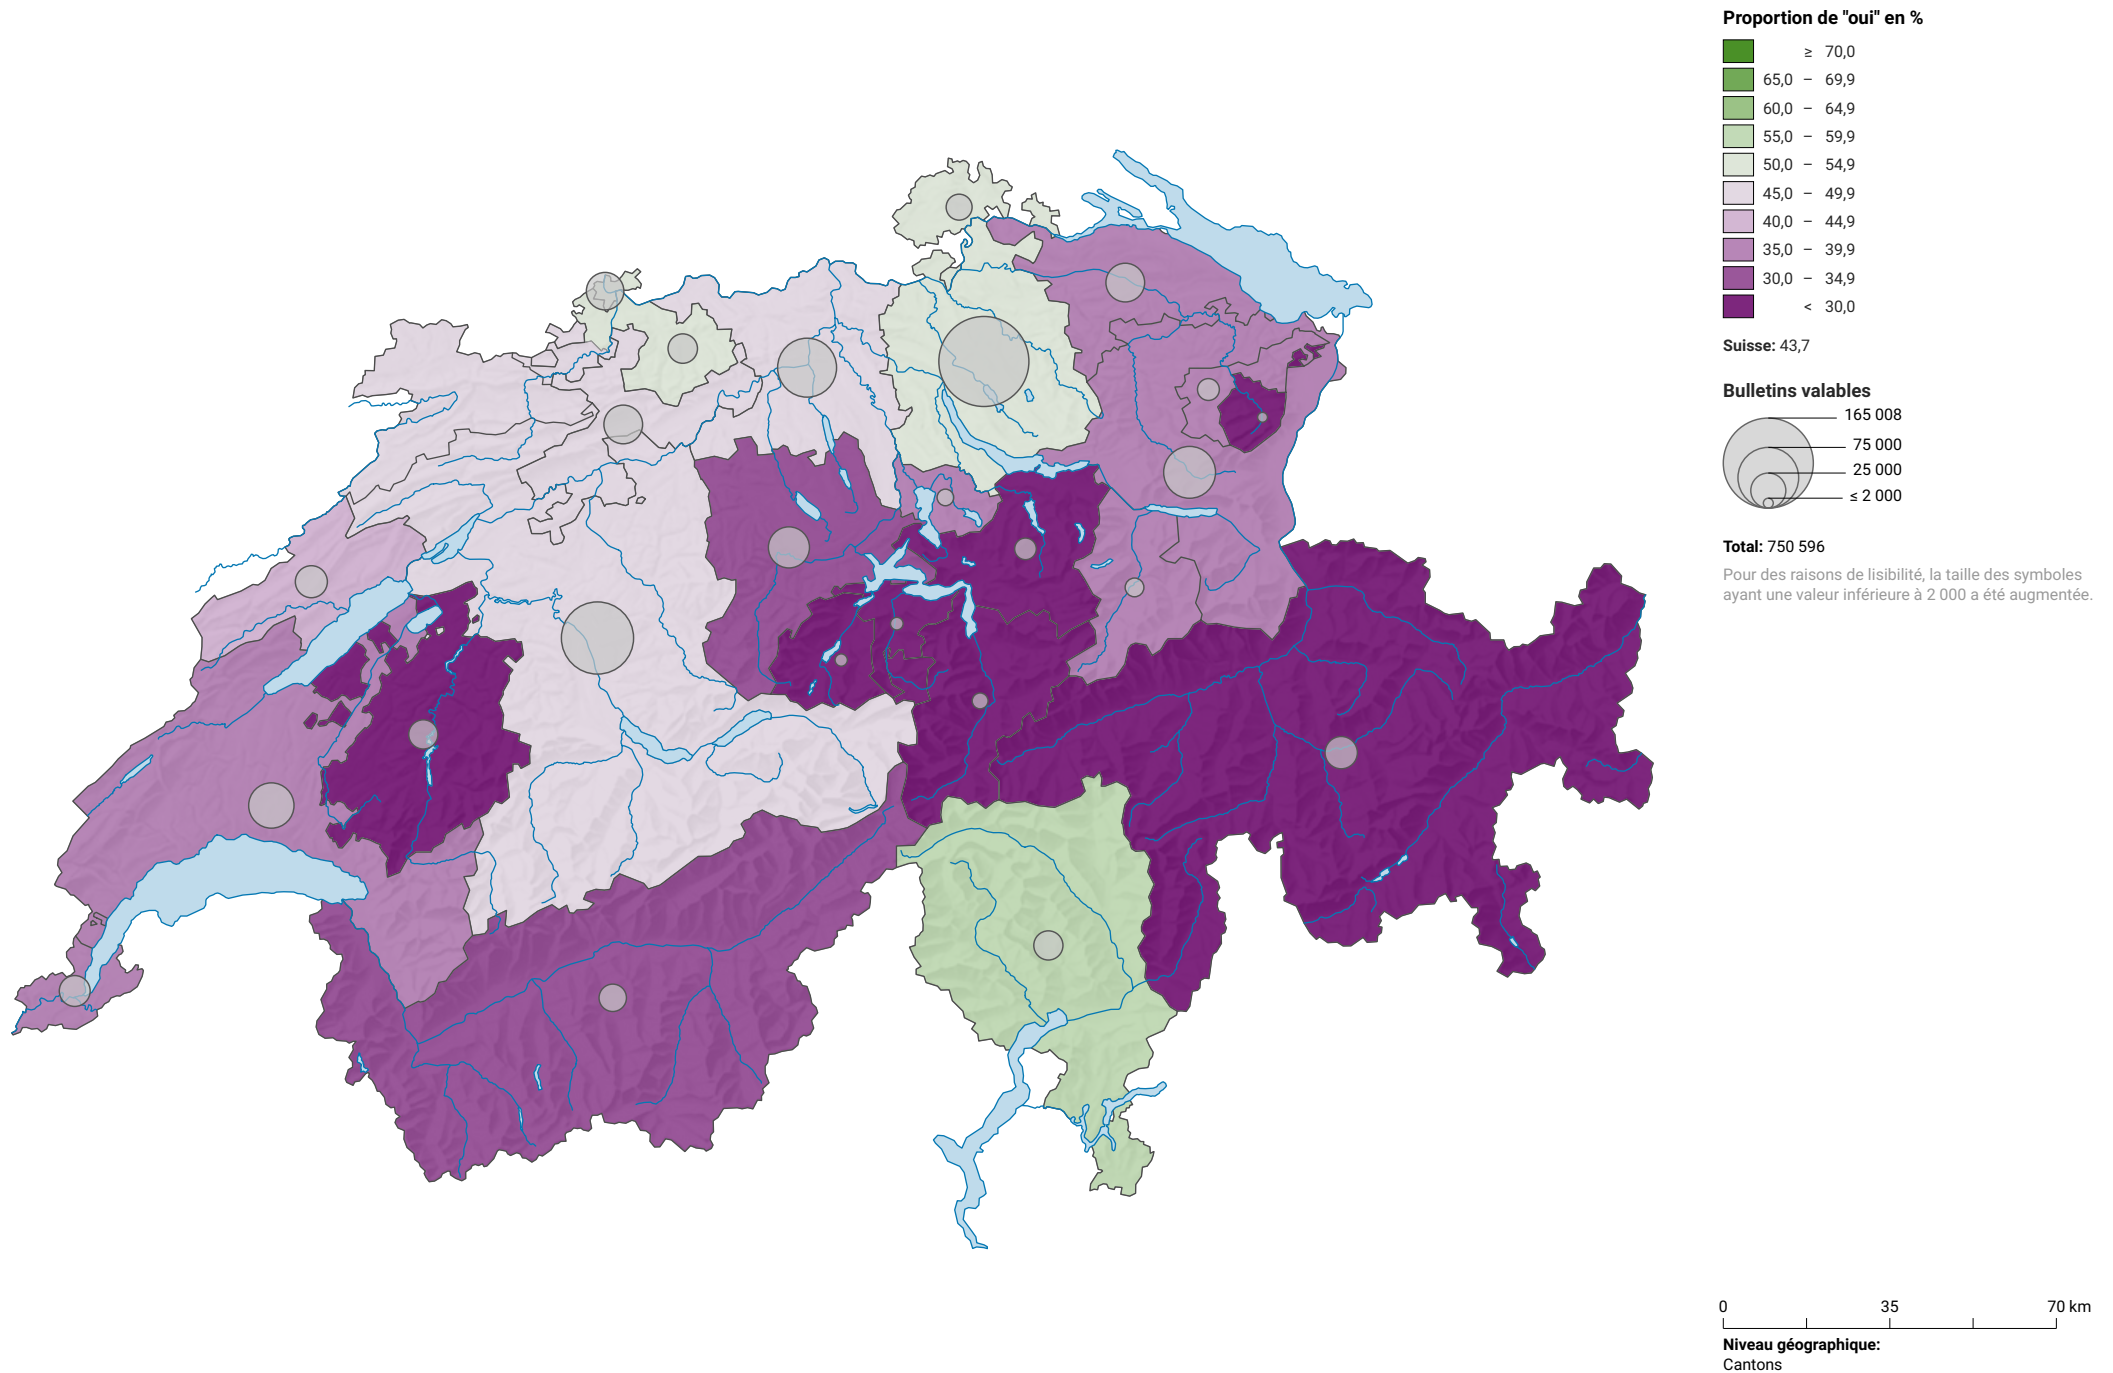 Proportion de "oui" en %
≥ 70,0
65,0 – 69,9
60,0 – 64,9
55,0 – 59,9
50,0 – 54,9
45,0 – 49,9
40,0 – 44,9
35,0 – 39,9
30,0 – 34,9
< 30,0
Suisse: 43,7
Bulletins valables
165 008
75 000
25 000
≤ 2 000
Total: 750 596
Pour des raisons de lisibilité, la taille des symboles
ayant une valeur inférieure à 2 000 a été augmentée.
0 35 70 km
Niveau géographique:
Cantons